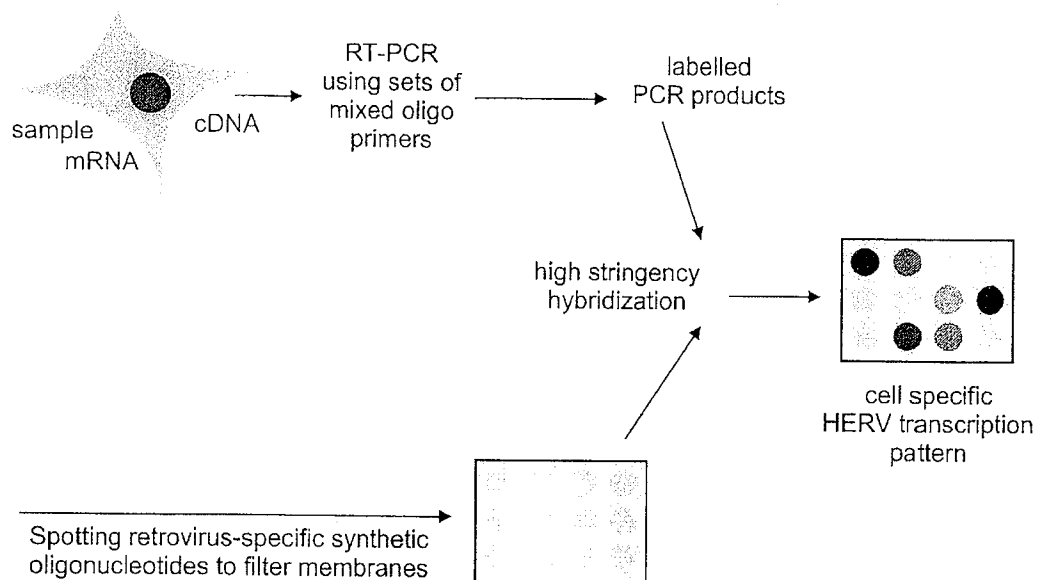 sample
mRNA
cDNA
RT-PCR
using sets of
mixed oligo
primers
labelled
PCR products
high stringency
hybridization
cell specific
HERV transcription
pattern
Spotting retrovirus-specific synthetic
oligonucleotides to filter membranes